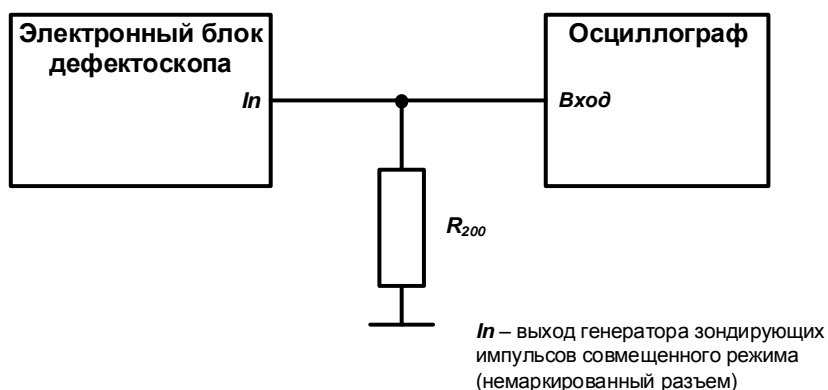 Электронный блок
дефектоскопа
In
Осциллограф
Вход
R200
In – выход генератора зондирующих
импульсов совмещенного режима
(немаркированный разъем)